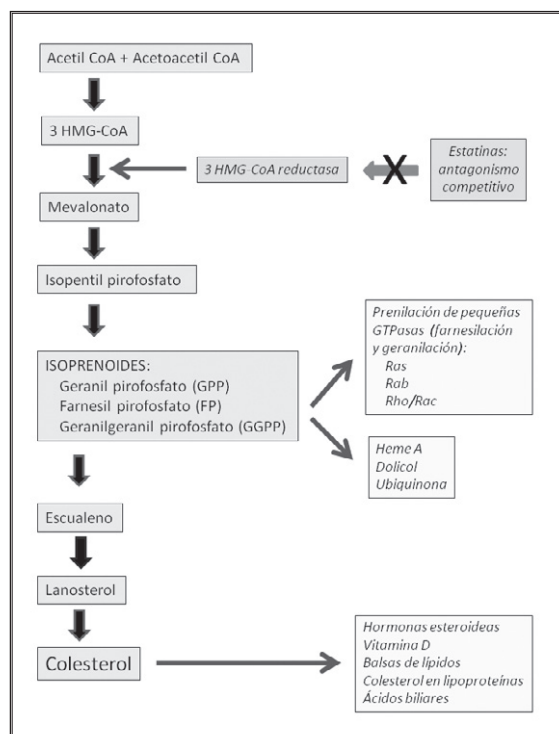 Acetil CoA + Acetoacetil CoA
3 HMG-CoA
3 HMG-CoA reductasa
Estatinas:
antagonismo
competitivo
Mevalonato
Isopentil pirofosfato
ISOPRENOIDES:
Geranil pirofosfato (GPP)
Farnesil pirofosfato (FP)
Geranilgeranil pirofosfato (GGPP)
Prenilación de pequeñas
GTPasas (farnesilación
y geranilación):
Ras
Rab
Rho/Rac
Heme A
Dolicol
Ubiquinona
Escualeno
Lanosterol
Colesterol
Hormonas esteroideas
Vitamina D
Balsas de lípidos
Colesterol en lipoproteínas
Ácidos biliares